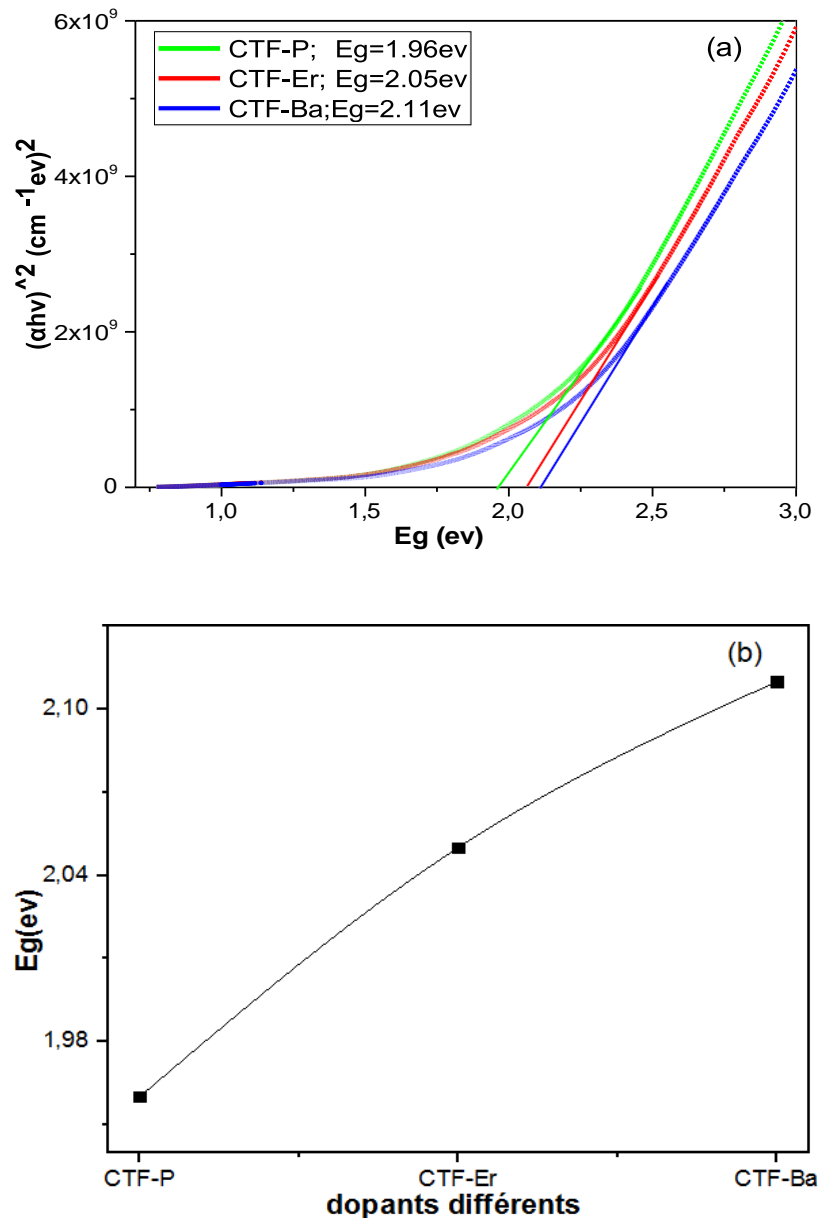 6x10⁹
CTF-P; Eg=1.96ev
(a)
CTF-Er; Eg=2.05ev
CTF-Ba;Eg=2.11ev
4x10⁹
(αhν)^2 (cm -1ev)2
2x10⁹
0
1,0
1,5
2,0
2,5
3,0
Eg (ev)
(b)
2,10
2,04
Eg(ev)
1,98
CTF-P
CTF-Er
CTF-Ba
dopants différents